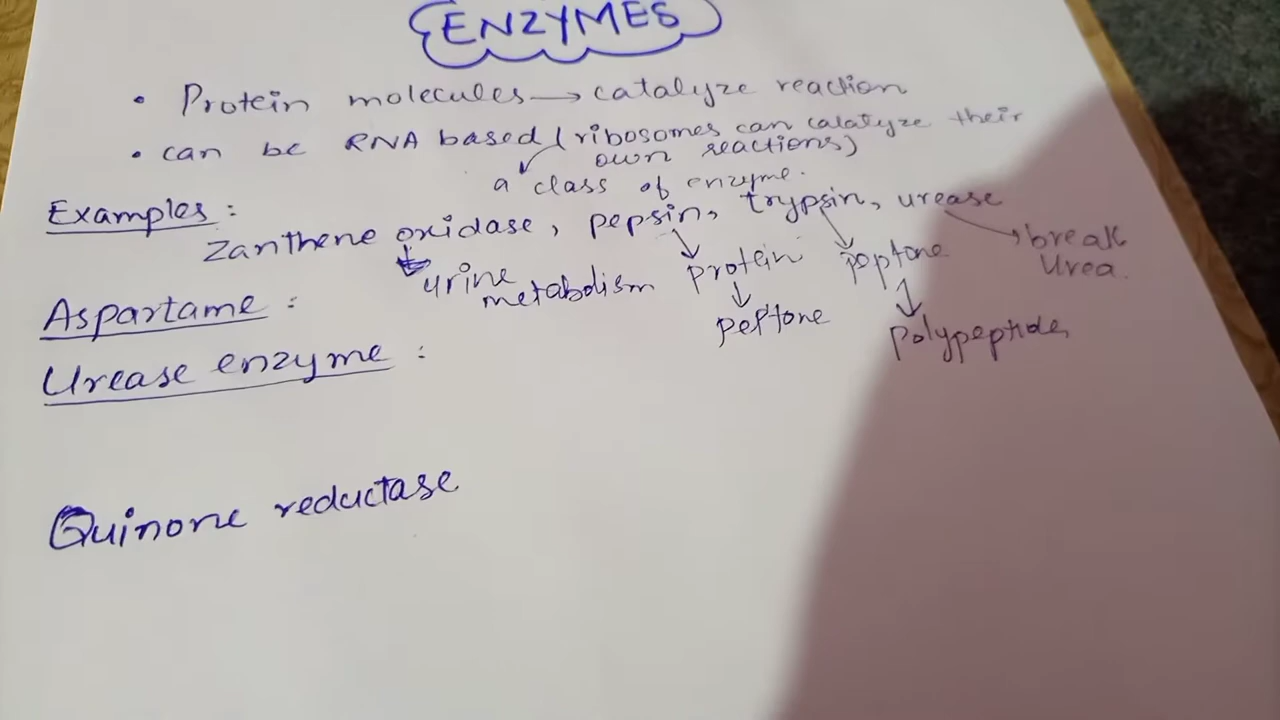 ENZYMES
• Protein molecules → catalyze reaction
• can be RNA based (ribosomes can catalyze their
own reactions)
a class of enzyme.
Examples:
Zanthene oxidase, pepsin, trypsin, urease
urine
metabolism
protein
↓
peptone
peptone
↓
Polypeptide,
break
Urea.
Aspartame :
Urease enzyme :
Quinone reductase